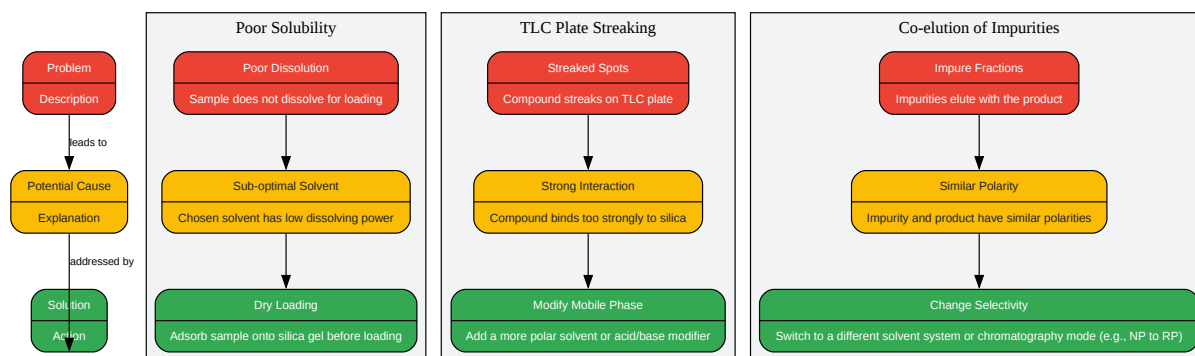 Problem
Description
leads to
Potential Cause
Explanation
addressed by
Solution
Action
Poor Solubility
Poor Dissolution
Sample does not dissolve for loading
Sub-optimal Solvent
Chosen solvent has low dissolving power
Dry Loading
Adsorb sample onto silica gel before loading
TLC Plate Streaking
Streaked Spots
Compound streaks on TLC plate
Strong Interaction
Compound binds too strongly to silica
Modify Mobile Phase
Add a more polar solvent or acid/base modifier
Co-elution of Impurities
Impure Fractions
Impurities elute with the product
Similar Polarity
Impurity and product have similar polarities
Change Selectivity
Switch to a different solvent system or chromatography mode (e.g., NP to RP)